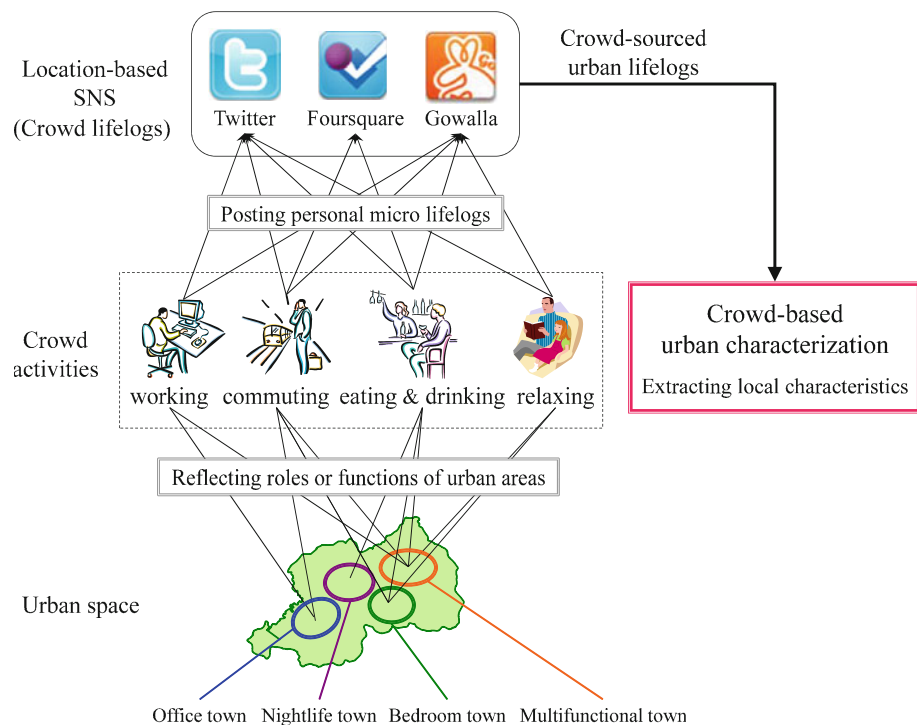 Location-based
SNS
(Crowd lifelogs)
Twitter
Foursquare
Gowalla
Crowd-sourced
urban lifelogs
Posting personal micro lifelogs
Crowd
activities
working
commuting
eating & drinking
relaxing
Crowd-based
urban characterization
Extracting local characteristics
Reflecting roles or functions of urban areas
Urban space
Office town
Nightlife town
Bedroom town
Multifunctional town